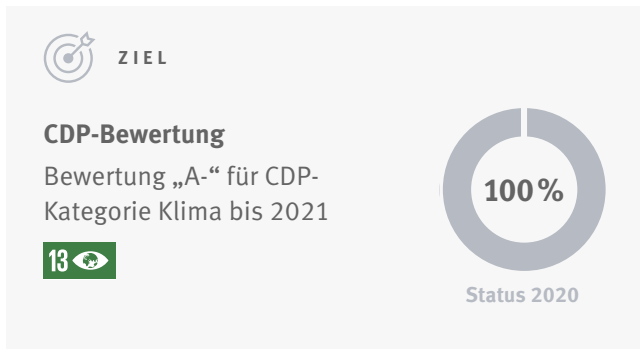 ZIEL
CDP-Bewertung
Bewertung „A-“ für CDP-
Kategorie Klima bis 2021
13
100 %
Status 2020